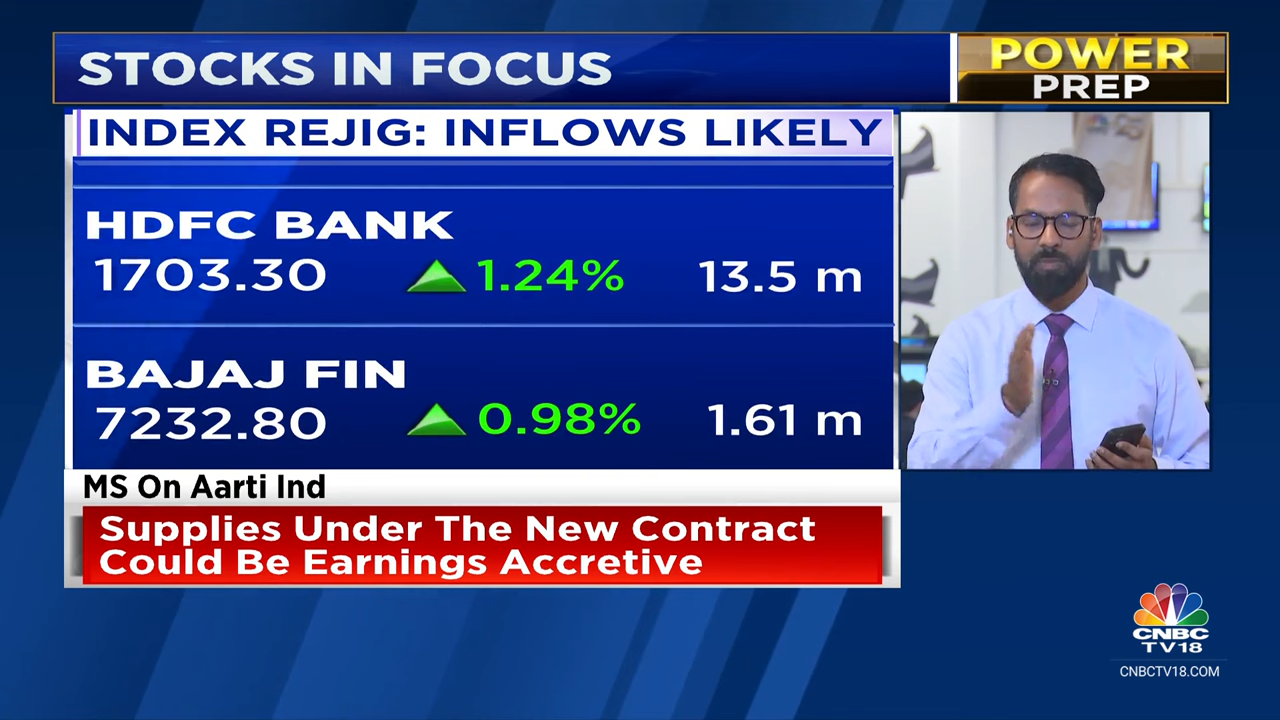 STOCKS IN FOCUS
POWER
PREP
INDEX REJIG: INFLOWS LIKELY
HDFC BANK
1703.30 1.24% 13.5 m
BAJAJ FIN
7232.80 0.98% 1.61 m
MS On Aarti Ind
Supplies Under The New Contract
Could Be Earnings Accretive
CNBC
TV18
CNBCTV18.COM